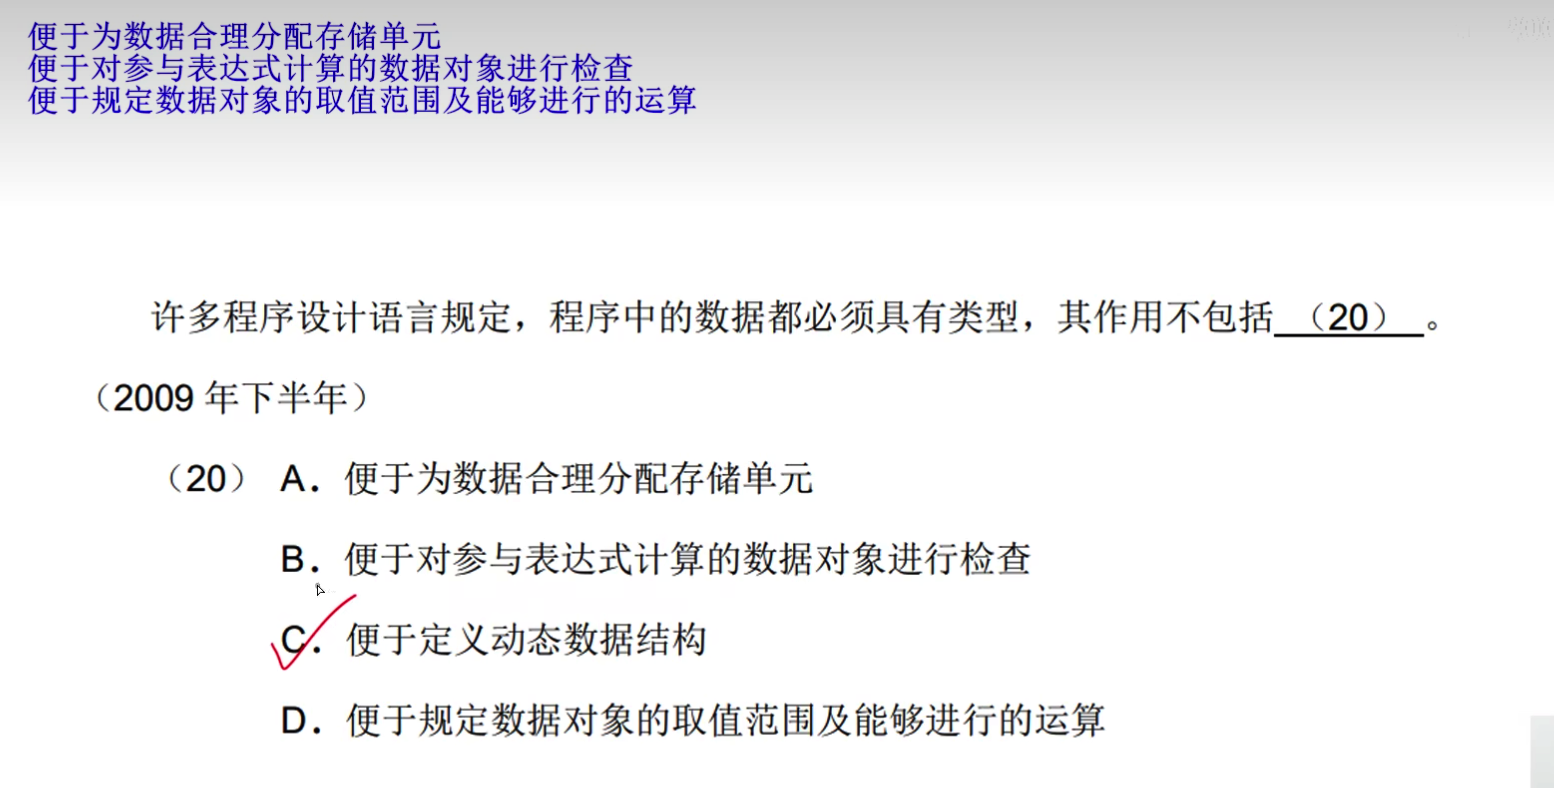 便于为数据合理分配存储单元
便于对参与表达式计算的数据对象进行检查
便于规定数据对象的取值范围及能够进行的运算
许多程序设计语言规定，程序中的数据都必须具有类型，其作用不包括（20）。
（2009 年下半年）
（20） A．便于为数据合理分配存储单元
B．便于对参与表达式计算的数据对象进行检查
C．便于定义动态数据结构
D．便于规定数据对象的取值范围及能够进行的运算